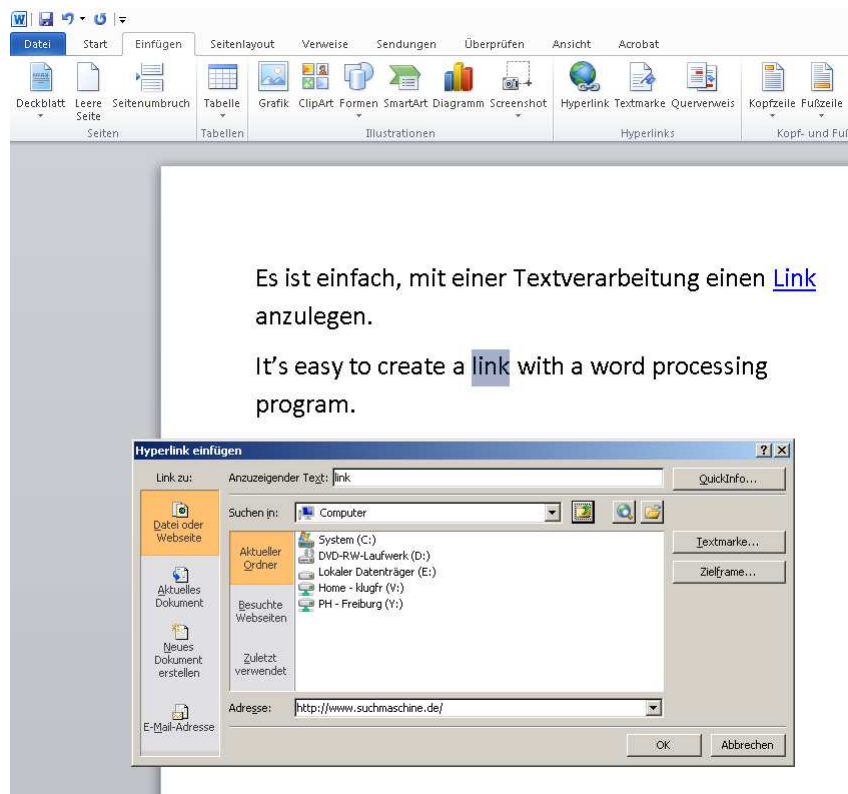 Datei Start Einfügen Seitenlayout Verweise Sendungen Überprüfen Ansicht Acrobat
Deckblatt Leere Seite Seitenumbruch Tabelle Grafik ClipArt Formen SmartArt Diagramm Screenshot Hyperlink Textmarke Querverweis Kopfzeile Fußzeile
Seiten Tabellen Illustrationen Hyperlinks Kopf- und Fuß
Es ist einfach, mit einer Textverarbeitung einen Link
anzulegen.
It's easy to create a link with a word processing
program.
Hyperlink einfügen
Link zu: Anzuzeigender Text: link QuickInfo...
Datei oder
Webseite
Suchen in: Computer
Aktueller
Ordner
System (C:)
DVD-RW-Laufwerk (D:)
Lokaler Datenträger (E:)
Home - klugfr (V:)
PH - Freiburg (Y:)
Textmarke...
Zielframe...
Aktuelles
Dokument
Besuchte
Webseiten
Neues
Dokument
erstellen
Zuletzt
verwendet
E-Mail-Adresse
Adresse: http://www.suchmaschine.de/
OK Abbrechen